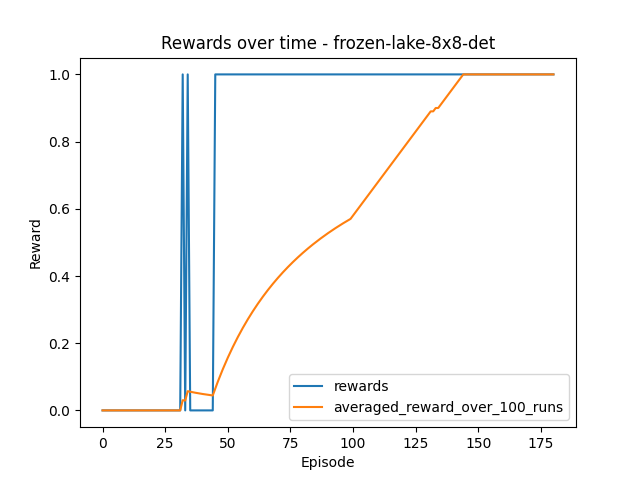 Rewards over time - frozen-lake-8x8-det
1.0
0.8
0.6
0.4
0.2
0.0
Reward
rewards
averaged_reward_over_100_runs
0 25 50 75 100 125 150 175
Episode